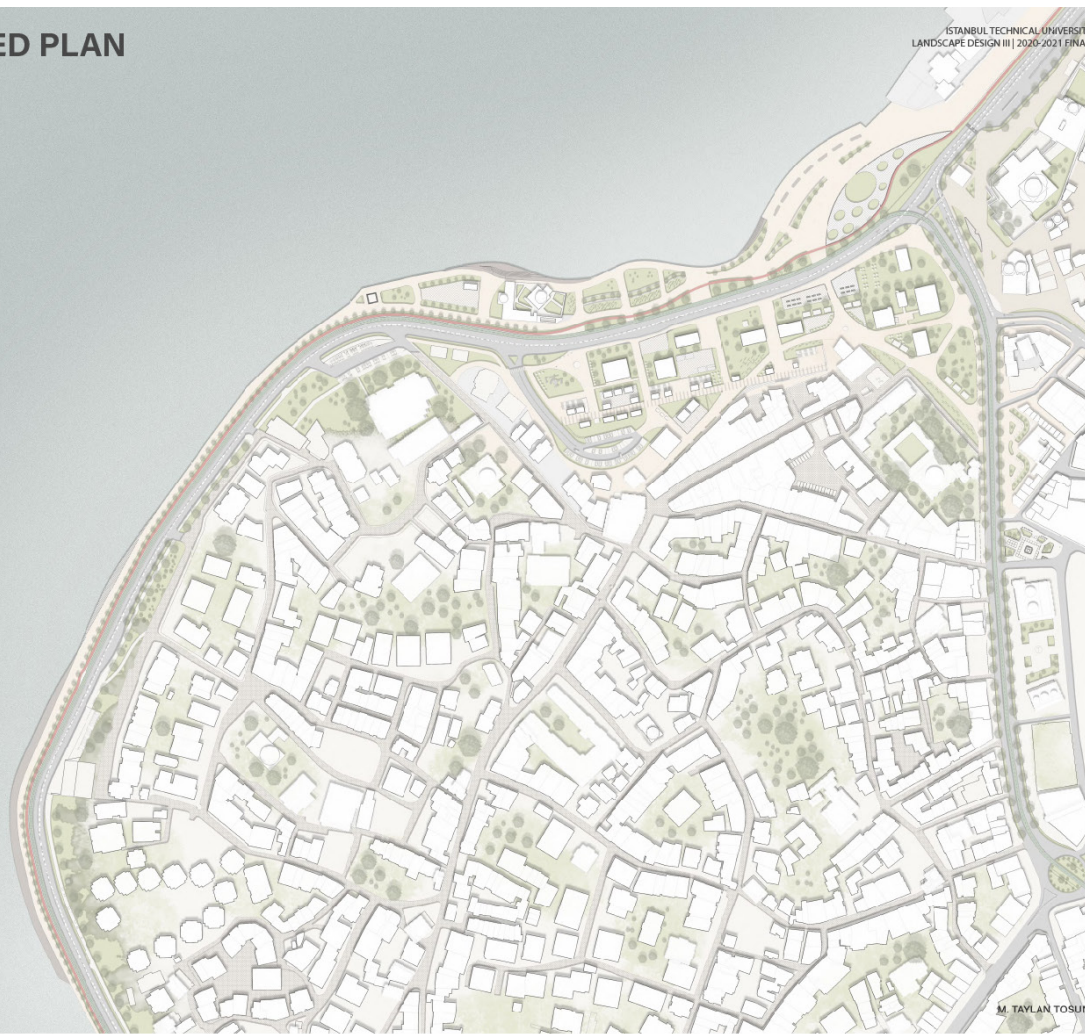 ED PLAN
ISTANBUL TECHNICAL UNIVERSIT
LANDSCAPE DESIGN III | 2020-2021 FINA
M. TAYLAN TOSUN